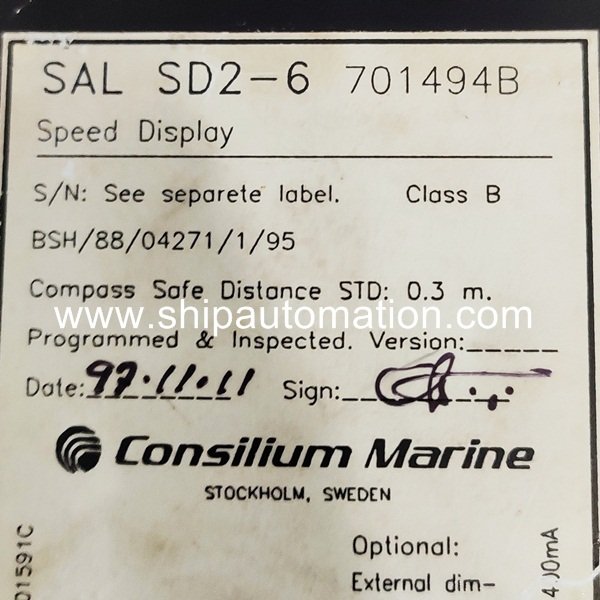 SAL SD2-6 701494B
Speed Display
S/N: See separete label. Class B
BSH/88/04271/1/95
Compass Safe Distance STD: 0.3 m.
www.shipautomation.com
Programmed & Inspected. Version:_____
Date: 97.11.11 Sign:
Consilium Marine
STOCKHOLM, SWEDEN
Optional:
External dim-
01591C